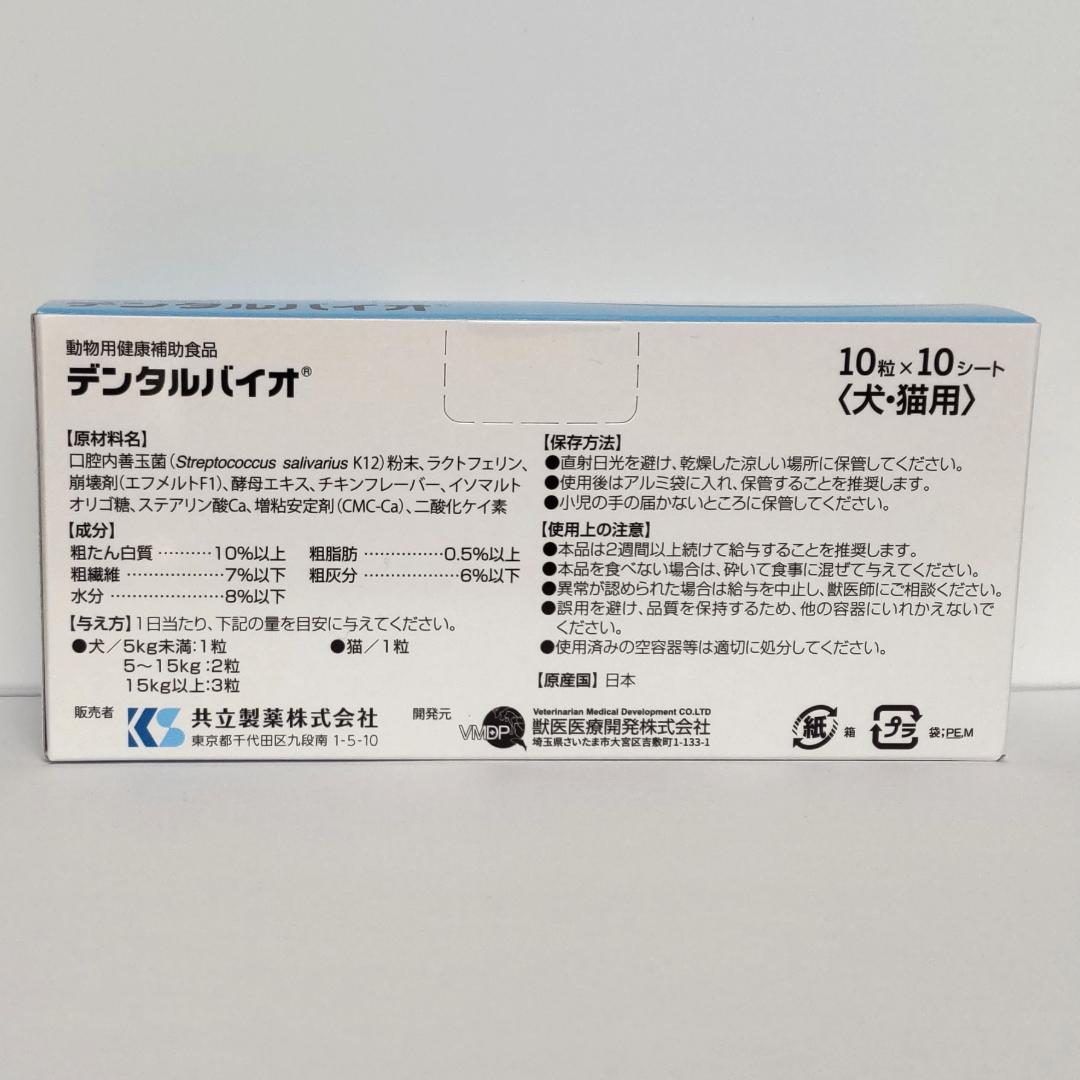 デンタルバイオ
動物用健康補助食品
デンタルバイオ®
10粒×10シート
〈犬・猫用〉
【原材料名】
口腔内善玉菌(Streptococcus salivarius K12)粉末、ラクトフェリン、
崩壊剤(エフメルトF1)、酵母エキス、チキンフレーバー、イソマルト
オリゴ糖、ステアリン酸Ca、増粘安定剤(CMC-Ca)、二酸化ケイ素
【成分】
粗たん白質 ………10%以上 粗脂肪 …………0.5%以上
粗繊維 ……………7%以下 粗灰分 …………6%以下
水分 ………………8%以下
【与え方】1日当たり、下記の量を目安に与えてください。
●犬/5kg未満:1粒 ●猫/1粒
5〜15kg:2粒
15kg以上:3粒
【保存方法】
●直射日光を避け、乾燥した涼しい場所に保管してください。
●使用後はアルミ袋に入れ、保管することを推奨します。
●小児の手の届かないところに保管してください。
【使用上の注意】
●本品は2週間以上続けて給与することを推奨します。
●本品を食べない場合は、砕いて食事に混ぜて与えてください。
●異常が認められた場合は給与を中止し、獣医師にご相談ください。
●誤用を避け、品質を保持するため、他の容器にいれかえないで
ください。
●使用済みの空容器等は適切に処分してください。
【原産国】日本
販売者 KS 共立製薬株式会社
東京都千代田区九段南 1-5-10
開発元 VMDP
Veterinarian Medical Development CO.LTD
獣医医療開発株式会社
埼玉県さいたま市大宮区吉敷町1-133-1
紙 箱 プラ 袋;PE,M